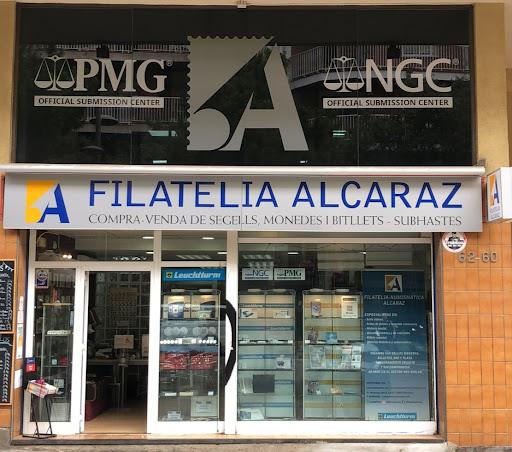 PMG
OFFICIAL SUBMISSION CENTER
A
NGC
OFFICIAL SUBMISSION CENTER
A
FILATELIA ALCARAZ
COMPRA-VENDA DE SEGELLS, MONEDES I BITLLETS - SUBHASTES
A
62-60
Leuchtturm
NGC
PMG
A
FILATELIA-NUMISMÀTICA
ALCARAZ
Leuchtturm